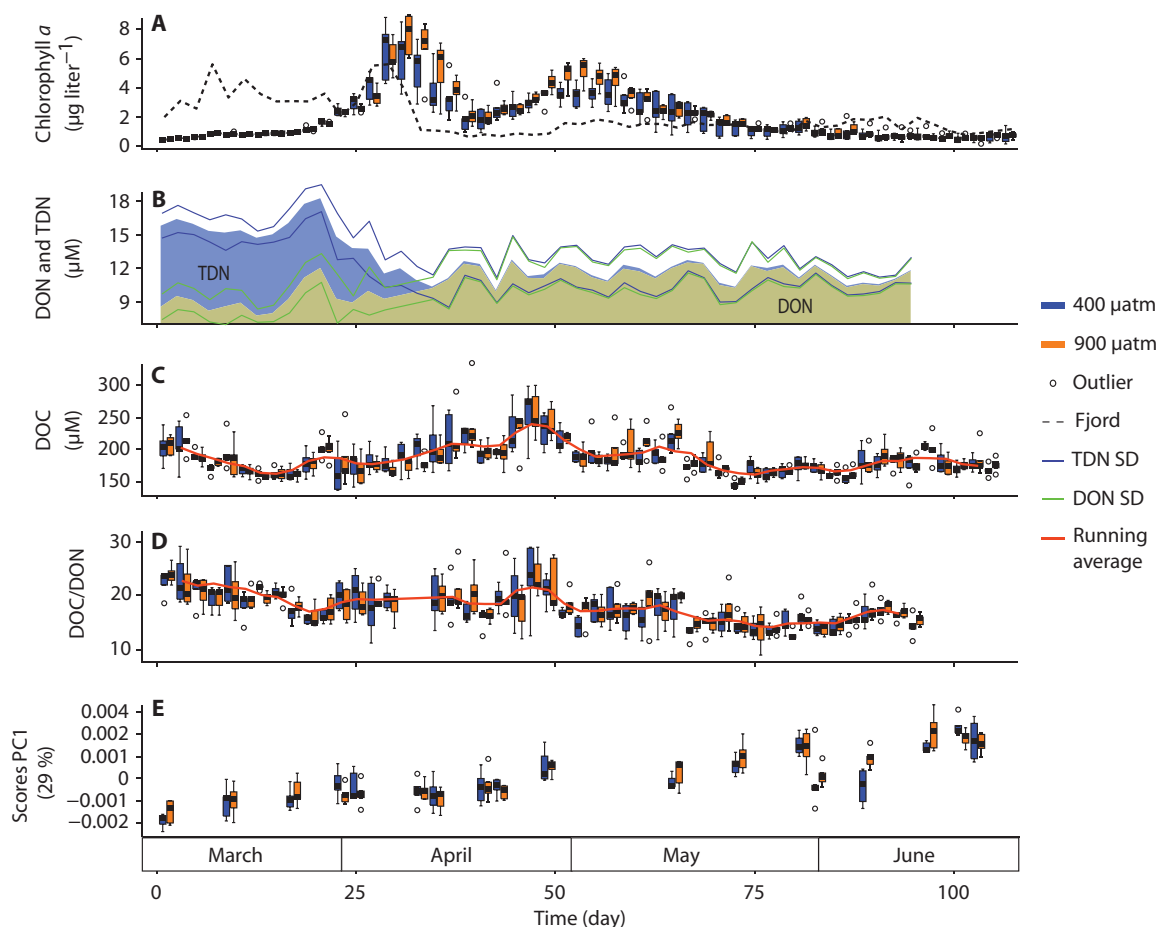 A
Chlorophyll a
(µg liter−1)
8
6
4
2
0
B
DON and TDN
(µM)
18
15
12
9
TDN
DON
C
DOC
(µM)
300
250
200
150
D
DOC/DON
30
20
10
E
Scores PC1
(29 %)
0.004
0.002
0.001
0
−0.001
−0.002
March
April
May
June
0
25
50
75
100
Time (day)
400 µatm
900 µatm
Outlier
Fjord
TDN SD
DON SD
Running
average